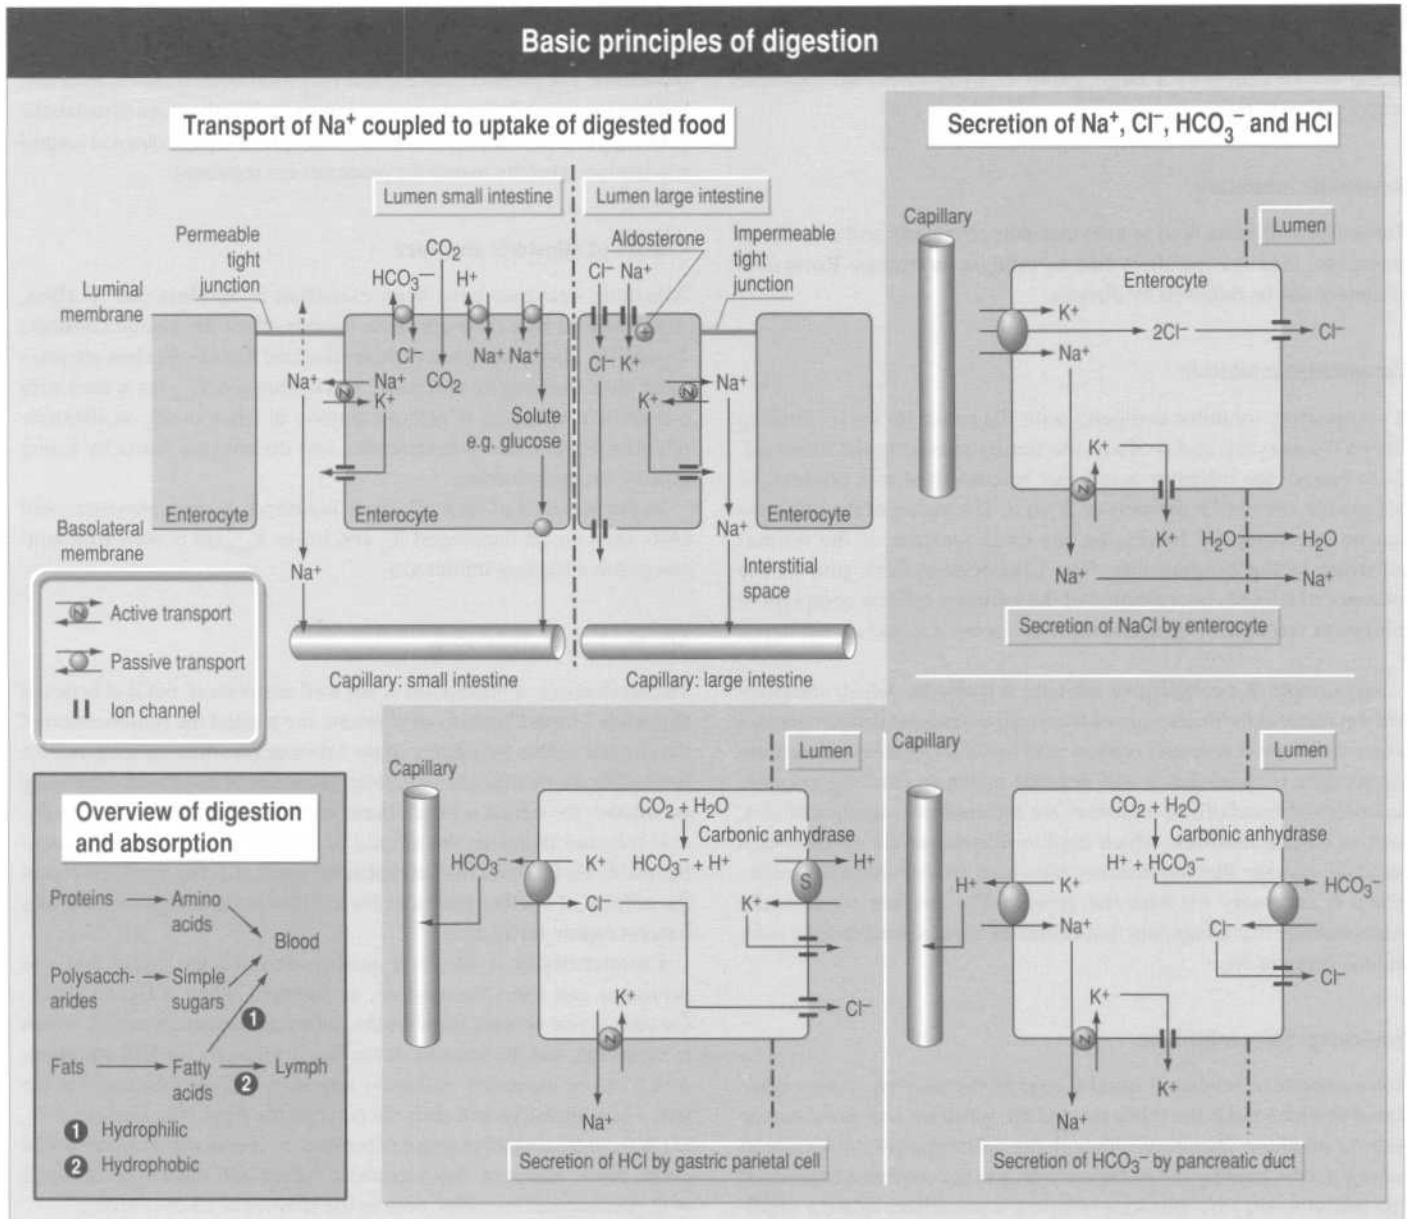 Basic principles of digestion
Transport of Na⁺ coupled to uptake of digested food
Lumen small intestine
Lumen large intestine
Permeable
tight
junction
Luminal
membrane
CO₂
HCO₃⁻
H⁺
Cl⁻
CO₂
Na⁺
Na⁺
Aldosterone
Cl⁻ Na⁺
+
Cl⁻ K⁺
Impermeable
tight
junction
Na⁺
N
Na⁺
K⁺
Solute
e.g. glucose
N
Na⁺
K⁺
Enterocyte
Enterocyte
Enterocyte
Basolateral
membrane
Na⁺
Na⁺
Interstitial
space
Capillary: small intestine
Capillary: large intestine
N Active transport
Passive transport
Ion channel
Secretion of Na⁺, Cl⁻, HCO₃⁻ and HCl
Capillary
Lumen
Enterocyte
K⁺
2Cl⁻
Cl⁻
Na⁺
K⁺
N
K⁺
H₂O
H₂O
Na⁺
Na⁺
Secretion of NaCl by enterocyte
Overview of digestion
and absorption
Proteins
Amino
acids
Blood
Polysacch-
arides
Simple
sugars
1
Fats
Fatty
acids
2
Lymph
1 Hydrophilic
2 Hydrophobic
Capillary
Lumen
CO₂ + H₂O
Carbonic anhydrase
HCO₃⁻ + H⁺
HCO₃⁻
K⁺
Cl⁻
H⁺
S
K⁺
Cl⁻
K⁺
N
Na⁺
Secretion of HCl by gastric parietal cell
Capillary
Lumen
CO₂ + H₂O
Carbonic anhydrase
H⁺ + HCO₃⁻
H⁺
K⁺
Na⁺
HCO₃⁻
Cl⁻
Cl⁻
K⁺
N
K⁺
Na⁺
Secretion of HCO₃⁻ by pancreatic duct